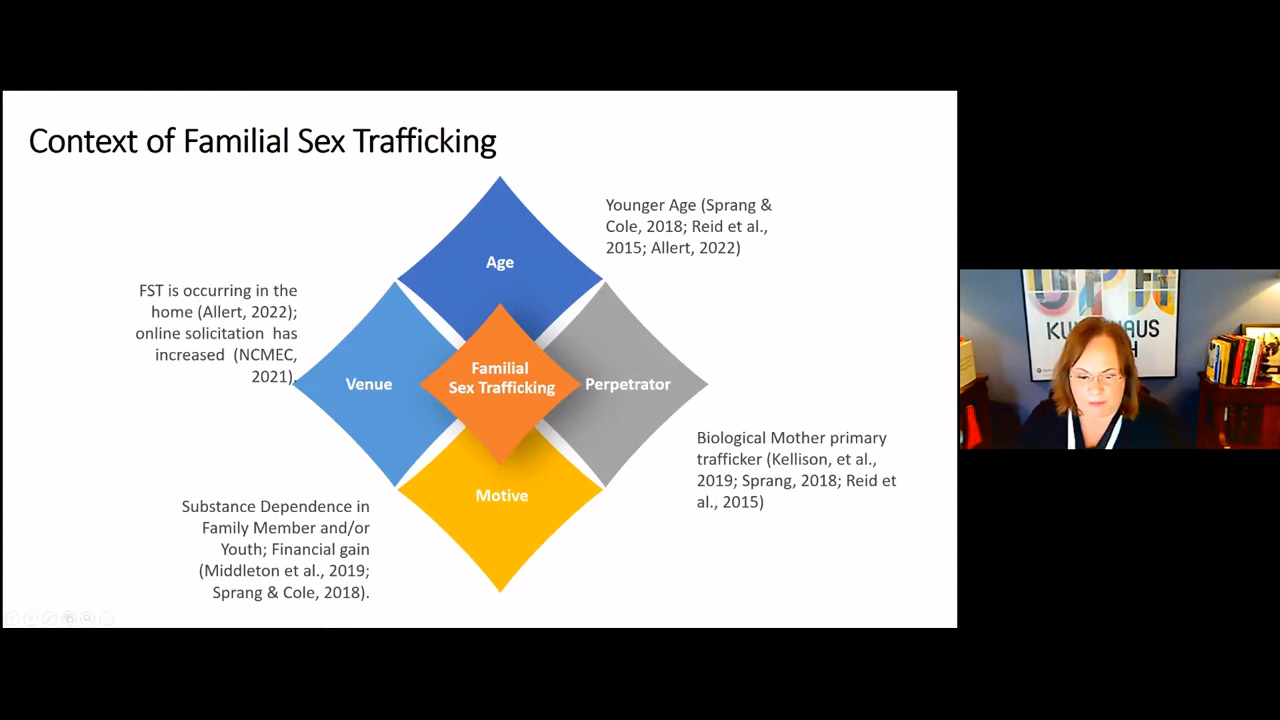 Context of Familial Sex Trafficking
Younger Age (Sprang &
Cole, 2018; Reid et al.,
2015; Allert, 2022)
Age
FST is occurring in the
home (Allert, 2022);
online solicitation has
increased (NCMEC,
2021).
Venue
Familial
Sex Trafficking
Perpetrator
Biological Mother primary
trafficker (Kellison, et al.,
2019; Sprang, 2018; Reid et
al., 2015)
Motive
Substance Dependence in
Family Member and/or
Youth; Financial gain
(Middleton et al., 2019;
Sprang & Cole, 2018).